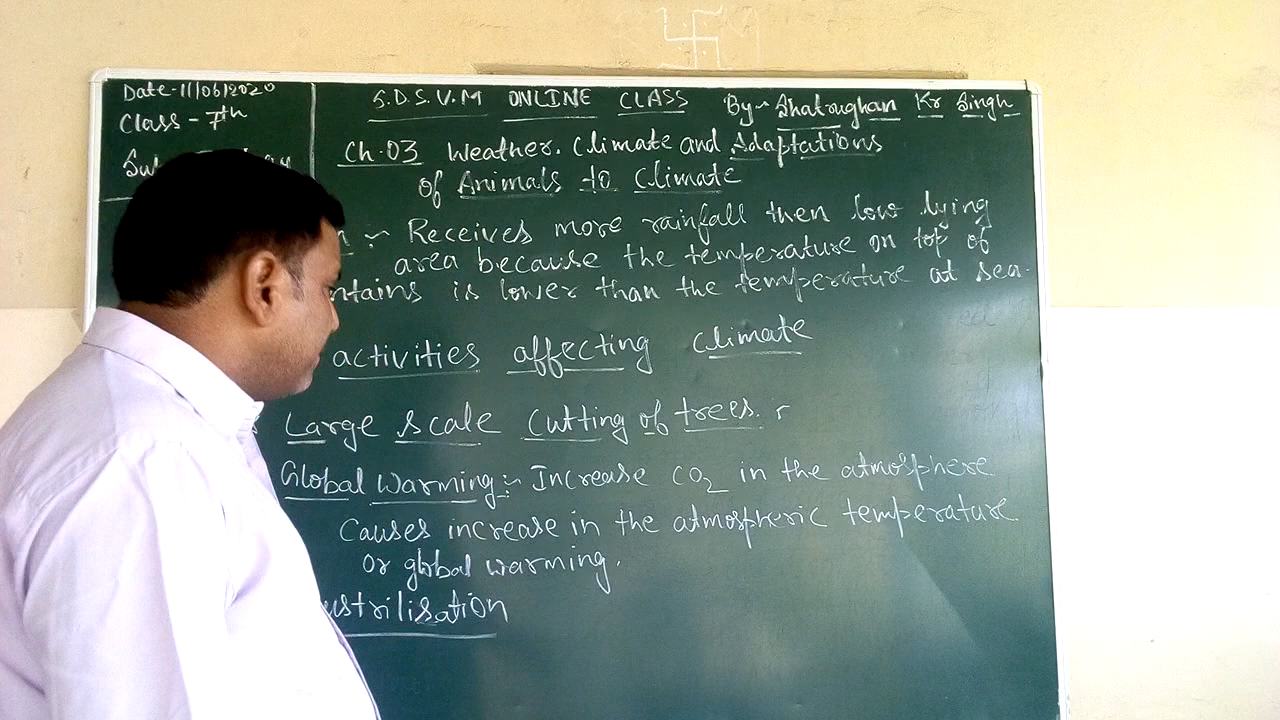 Date-11/06/2020
Class - 7th
S.D.S.V.M ONLINE CLASS By~ Shatrughan Kr Singh
Ch.03 Weather. Climate and Adaptations
of Animals to Climate
:~ Receives more rainfall then low lying
area because the temperature on top of
ntains is lower than the temperature at sea-
activities affecting climate
Large scale cutting of trees.
Global Warming:- Increase CO2 in the atmosphere
Causes increase in the atmospheric temperature
or global warming.
ustrilisation